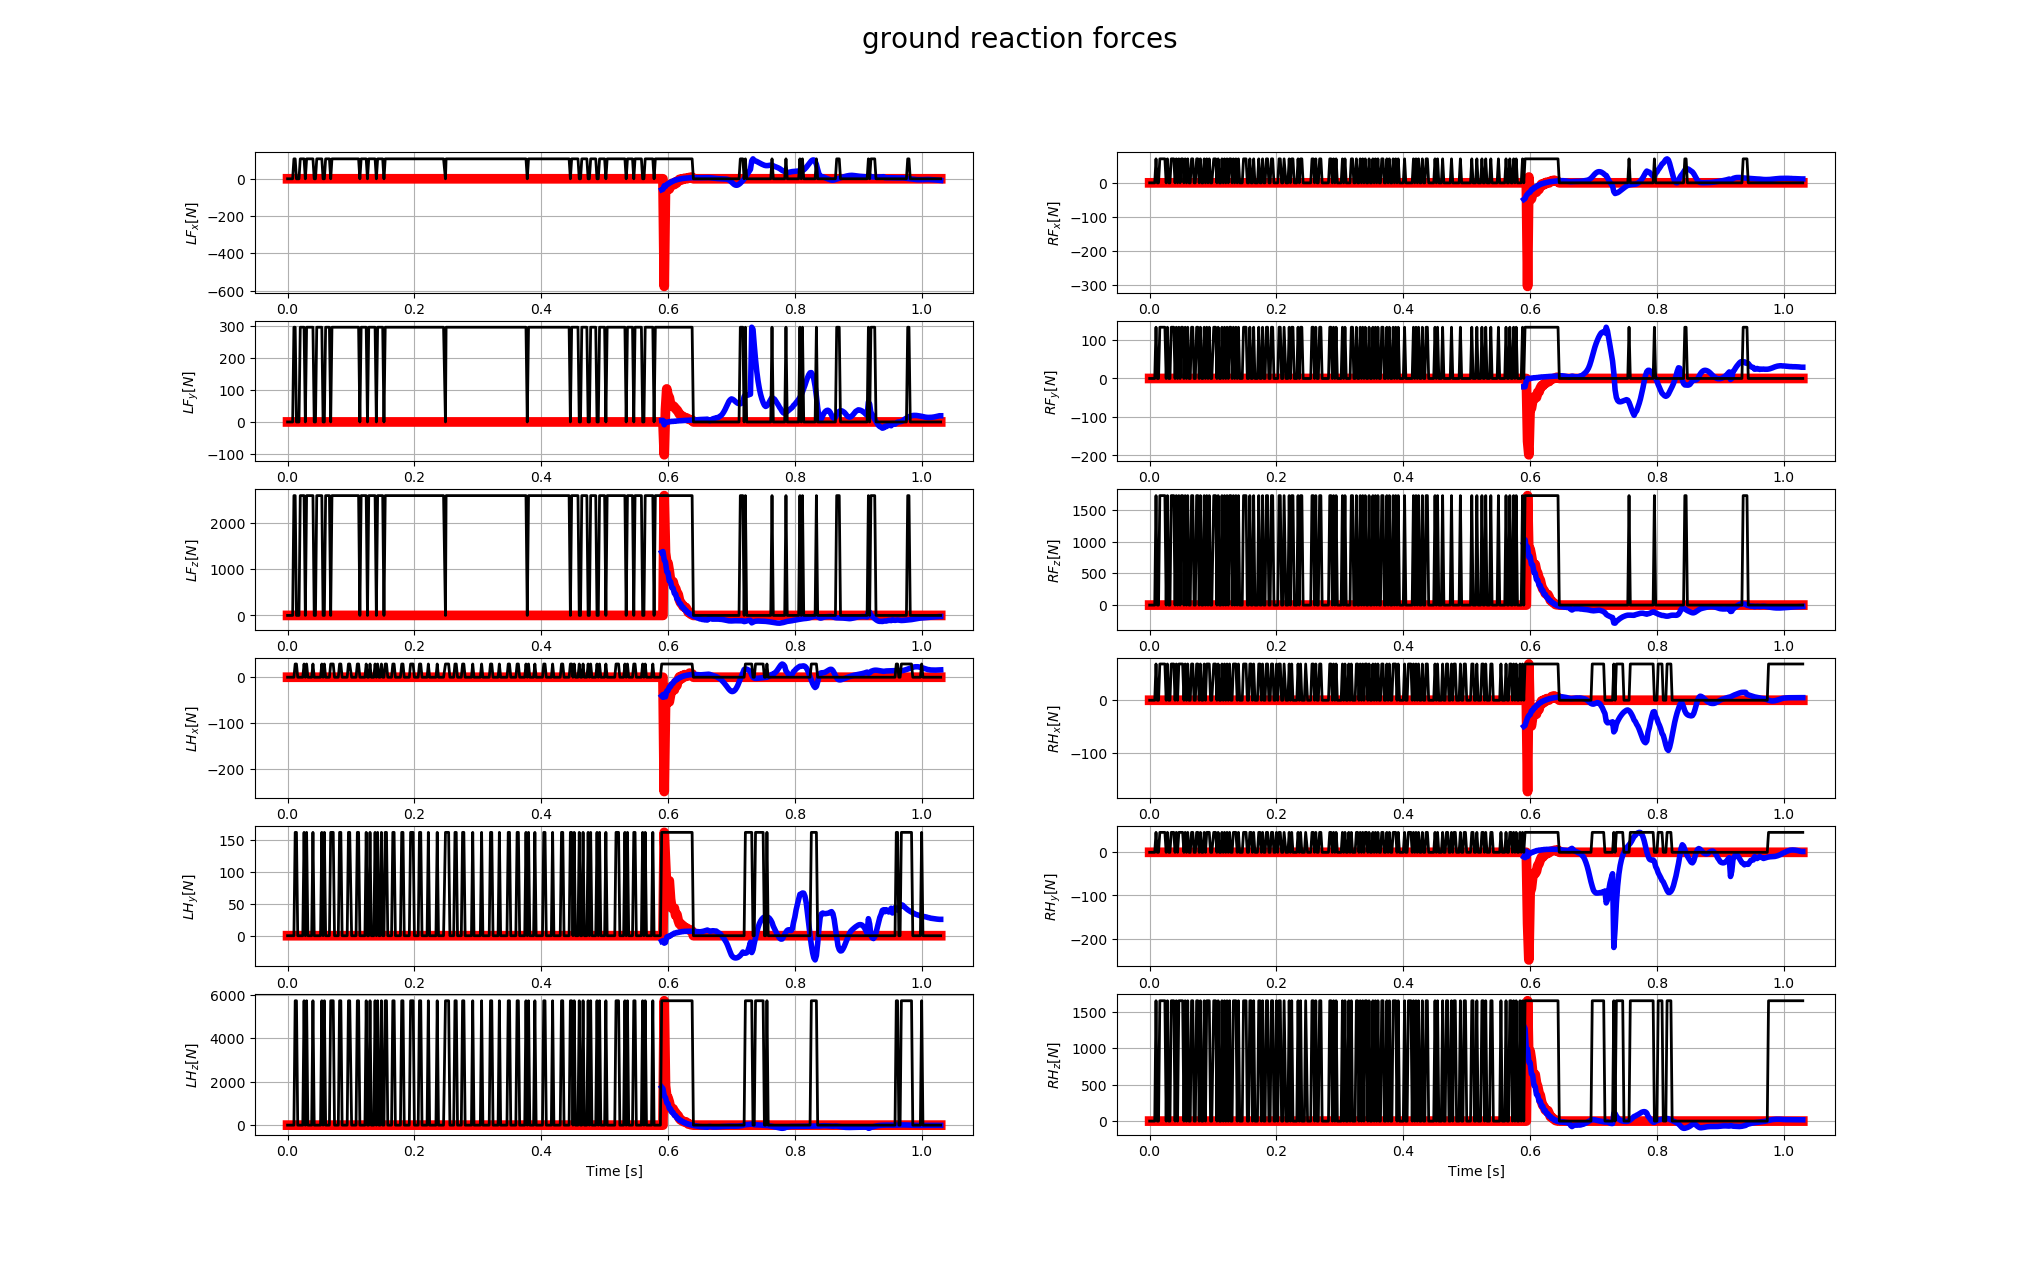 ground reaction forces
LF_x[N]
0
−200
−400
−600
0.0 0.2 0.4 0.6 0.8 1.0
RF_x[N]
0
−100
−200
−300
0.0 0.2 0.4 0.6 0.8 1.0
LF_y[N]
300
200
100
0
−100
0.0 0.2 0.4 0.6 0.8 1.0
RF_y[N]
100
0
−100
−200
0.0 0.2 0.4 0.6 0.8 1.0
LF_z[N]
2000
1000
0
0.0 0.2 0.4 0.6 0.8 1.0
RF_z[N]
1500
1000
500
0
0.0 0.2 0.4 0.6 0.8 1.0
LH_x[N]
0
−100
−200
0.0 0.2 0.4 0.6 0.8 1.0
RH_x[N]
0
−100
0.0 0.2 0.4 0.6 0.8 1.0
LH_y[N]
150
100
50
0
0.0 0.2 0.4 0.6 0.8 1.0
RH_y[N]
0
−100
−200
0.0 0.2 0.4 0.6 0.8 1.0
LH_z[N]
6000
4000
2000
0
0.0 0.2 0.4 0.6 0.8 1.0
Time [s]
RH_z[N]
1500
1000
500
0
0.0 0.2 0.4 0.6 0.8 1.0
Time [s]